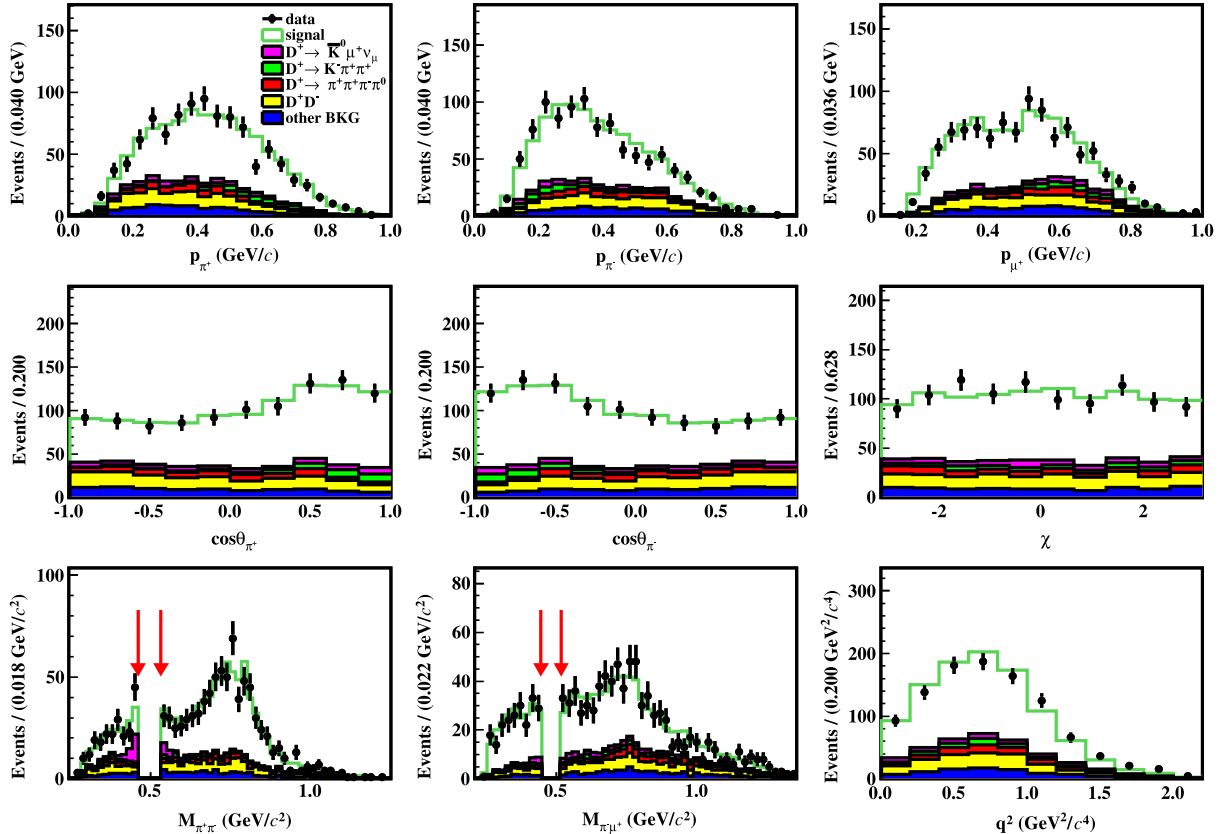 150
100
50
0
Events / (0.040 GeV)
data
signal
D⁺→ K̅⁰μ⁺ν_μ
D⁺→ K⁻π⁺π⁺
D⁺→ π⁺π⁺π⁻π⁰
D⁺D⁻
other BKG
0.0 0.2 0.4 0.6 0.8 1.0
p_π⁺ (GeV/c)
150
100
50
0
Events / (0.040 GeV)
0.0 0.2 0.4 0.6 0.8 1.0
p_π⁻ (GeV/c)
150
100
50
0
Events / (0.036 GeV)
0.2 0.4 0.6 0.8 1.0
p_μ⁺ (GeV/c)
200
150
100
50
0
Events / 0.200
-1.0 -0.5 0.0 0.5 1.0
cosθ_π⁺
200
150
100
50
0
Events / 0.200
-1.0 -0.5 0.0 0.5 1.0
cosθ_π⁻
200
150
100
50
0
Events / 0.628
-2 0 2
χ
100
50
0
Events / (0.018 GeV/c²)
0.5 1.0
M_π⁺π⁻ (GeV/c²)
80
60
40
20
0
Events / (0.022 GeV/c²)
0.5 1.0
M_π⁻μ⁺ (GeV/c²)
300
200
100
0
Events / (0.200 GeV²/c⁴)
0.0 0.5 1.0 1.5 2.0
q² (GeV²/c⁴)